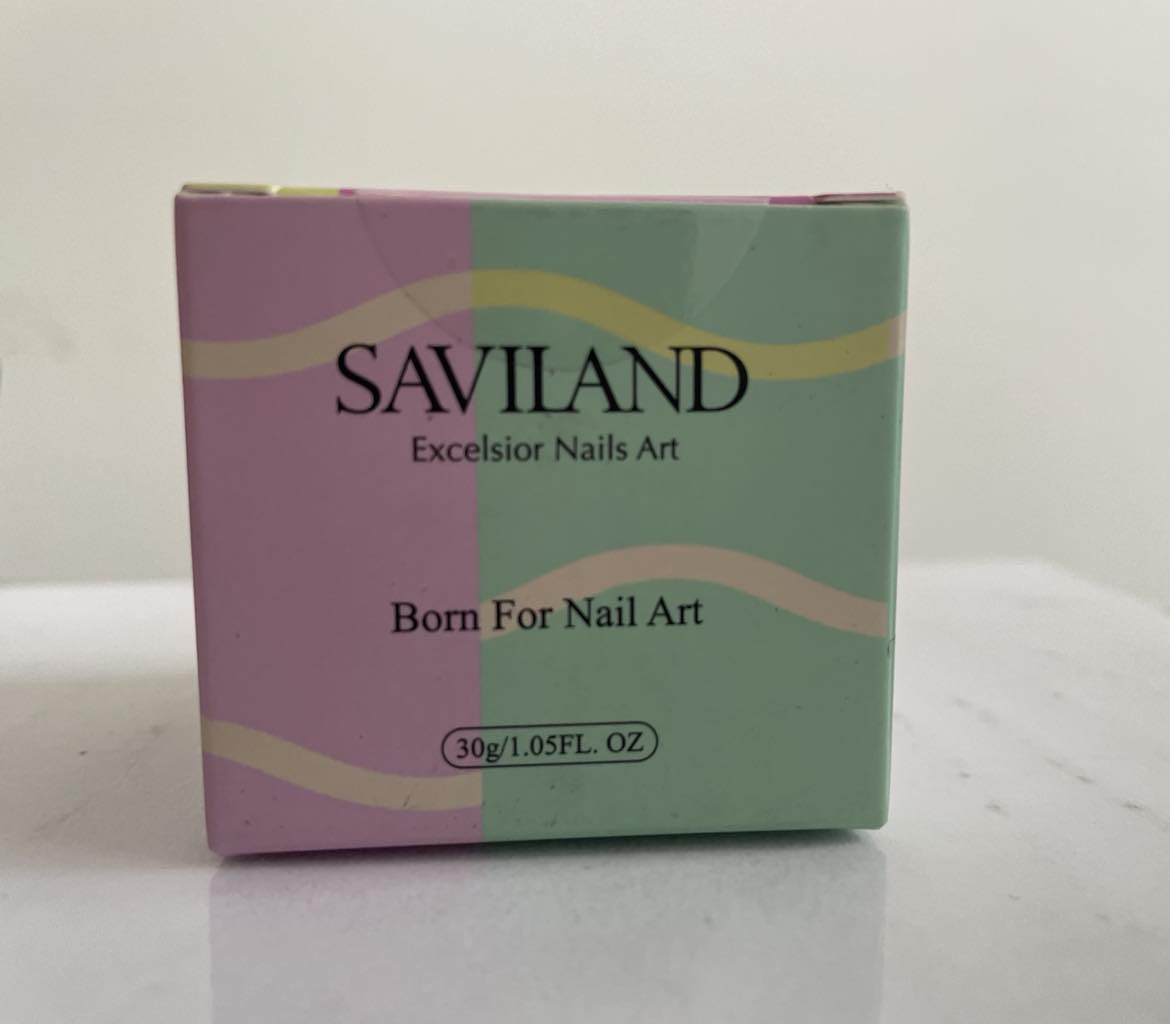 SAVILAND
Excelsior Nails Art
Born For Nail Art
30g/1.05FL. OZ